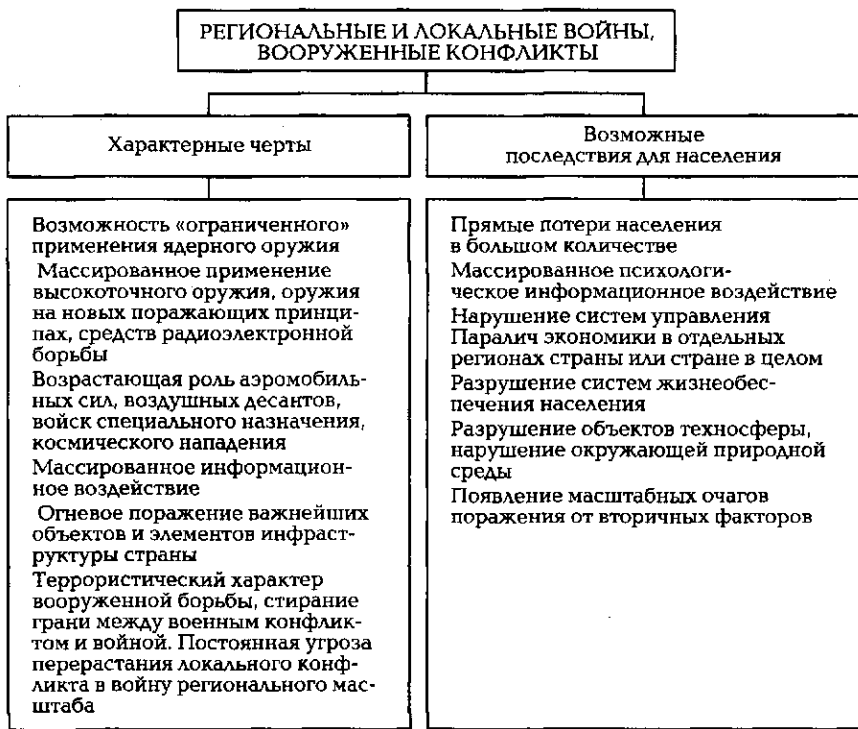 РЕГИОНАЛЬНЫЕ И ЛОКАЛЬНЫЕ ВОЙНЫ,
ВООРУЖЕННЫЕ КОНФЛИКТЫ
Характерные черты
Возможность «ограниченного»
применения ядерного оружия
Массированное применение
высокоточного оружия, оружия
на новых поражающих принци-
пах, средств радиоэлектронной
борьбы
Возрастающая роль аэромобиль-
ных сил, воздушных десантов,
войск специального назначения,
космического нападения
Массированное информацион-
ное воздействие
Огневое поражение важнейших
объектов и элементов инфраст-
руктуры страны
Террористический характер
вооруженной борьбы, стирание
грани между военным конфлик-
том и войной. Постоянная угроза
перерастания локального конф-
ликта в войну регионального мас-
штаба
Возможные
последствия для населения
Прямые потери населения
в большом количестве
Массированное психологи-
ческое информационное воздействие
Нарушение систем управления
Паралич экономики в отдельных
регионах страны или стране в целом
Разрушение систем жизнеобес-
печения населения
Разрушение объектов техносферы,
нарушение окружающей природной
среды
Появление масштабных очагов
поражения от вторичных факторов